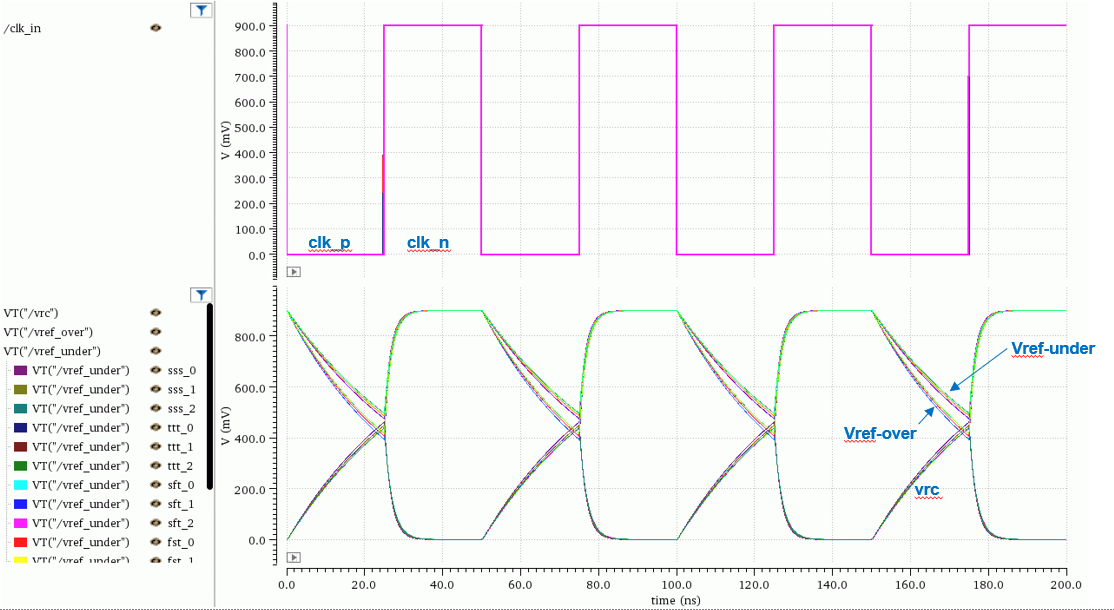 /clk_in
900.0
800.0
700.0
600.0
500.0
400.0
300.0
200.0
100.0
0.0
V (mV)
clk_p
clk_n
VT("/vrc")
VT("/vref_over")
VT("/vref_under")
VT("/vref_under") sss_0
VT("/vref_under") sss_1
VT("/vref_under") sss_2
VT("/vref_under") ttt_0
VT("/vref_under") ttt_1
VT("/vref_under") ttt_2
VT("/vref_under") sft_0
VT("/vref_under") sft_1
VT("/vref_under") sft_2
VT("/vref_under") fst_0
VT("/vref_under") fst_1
800.0
600.0
400.0
200.0
0.0
V (mV)
Vref-under
Vref-over
vrc
0.0 20.0 40.0 60.0 80.0 100.0 120.0 140.0 160.0 180.0 200.0
time (ns)